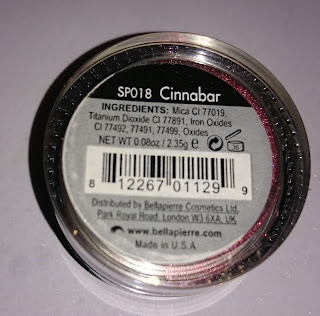 SP018 Cinnabar
INGREDIENTS: Mica CI 77019,
Titanium Dioxide CI 77891, Iron Oxides
CI 77492, 77491, 77499, Oxides
NET WT 0.08oz / 2.35g
8 12267 01129 9
Distributed by Bellapierre Cosmetics Ltd.
Park Royal Road, London W3 6XA, UK
www.bellapierre.com
Made in U.S.A